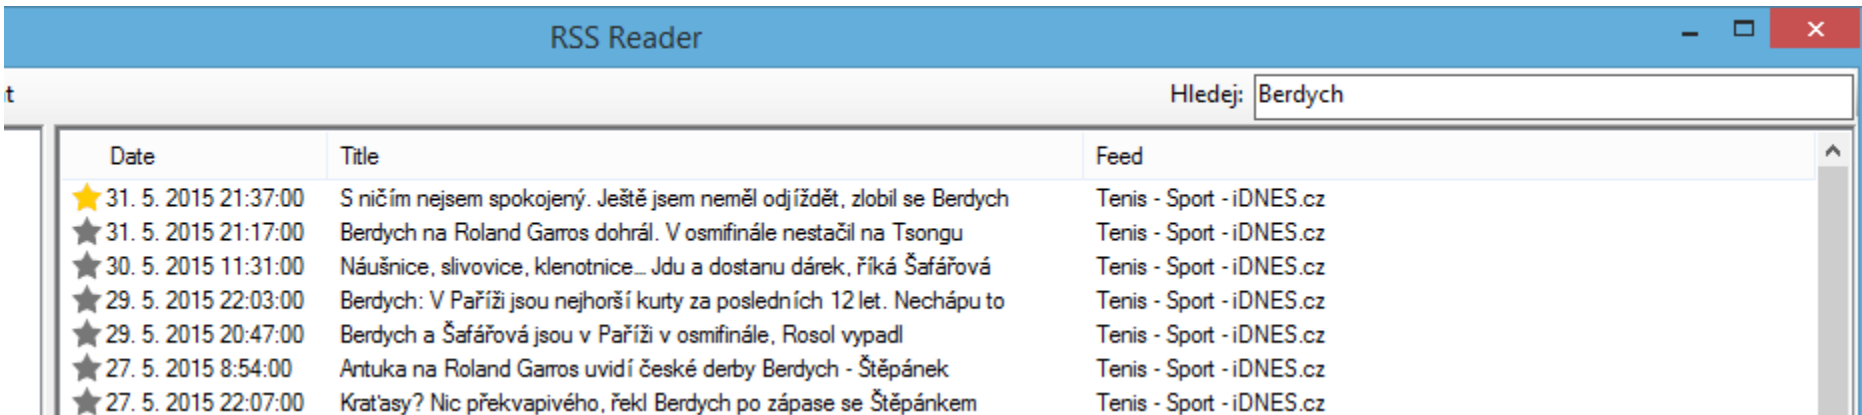 RSS Reader
Hledej: Berdych
Date Title Feed
31. 5. 2015 21:37:00 S ničím nejsem spokojený. Ještě jsem neměl odjíždět, zlobil se Berdych Tenis - Sport - iDNES.cz
31. 5. 2015 21:17:00 Berdych na Roland Garros dohrál. V osmifinále nestačil na Tsongu Tenis - Sport - iDNES.cz
30. 5. 2015 11:31:00 Náušnice, slivovice, klenotnice... Jdu a dostanu dárek, říká Šafářová Tenis - Sport - iDNES.cz
29. 5. 2015 22:03:00 Berdych: V Paříži jsou nejhorší kurty za posledních 12 let. Nechápu to Tenis - Sport - iDNES.cz
29. 5. 2015 20:47:00 Berdych a Šafářová jsou v Paříži v osmifinále, Rosol vypadl Tenis - Sport - iDNES.cz
27. 5. 2015 8:54:00 Antuka na Roland Garros uvidí české derby Berdych - Štěpánek Tenis - Sport - iDNES.cz
27. 5. 2015 22:07:00 Kraťasy? Nic překvapivého, řekl Berdych po zápase se Štěpánkem Tenis - Sport - iDNES.cz